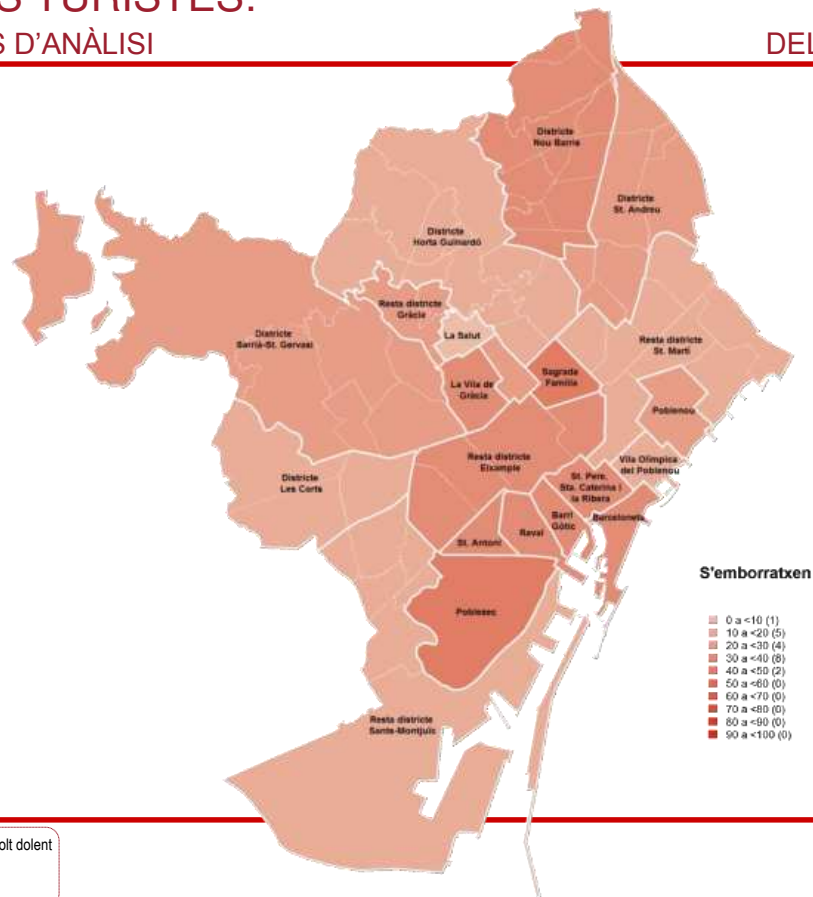 S TURISTES.
S D'ANÀLISI
DEL
Districte
Nou Barris
Districte
St. Andreu
Districte
Horta Guinardó
Resta districte
Gràcia
Districte
Sarrià-St. Gervasi
La Salut
Resta districte
St. Martí
La Vila de
Gràcia
Sagrada
Família
Poblenou
Resta districte
Eixample
Vila Olímpica
del Poblenou
Districte
Les Corts
St. Pere,
Sta. Caterina i
la Ribera
Barri
Gòtic
Barceloneta
St. Antoni
Raval
Poblesec
Resta districte
Sants-Montjuïc
S'emborratxen
0 a <10 (1)
10 a <20 (5)
20 a <30 (4)
30 a <40 (8)
40 a <50 (2)
50 a <60 (0)
60 a <70 (0)
70 a <80 (0)
80 a <90 (0)
90 a <100 (0)
olt dolent